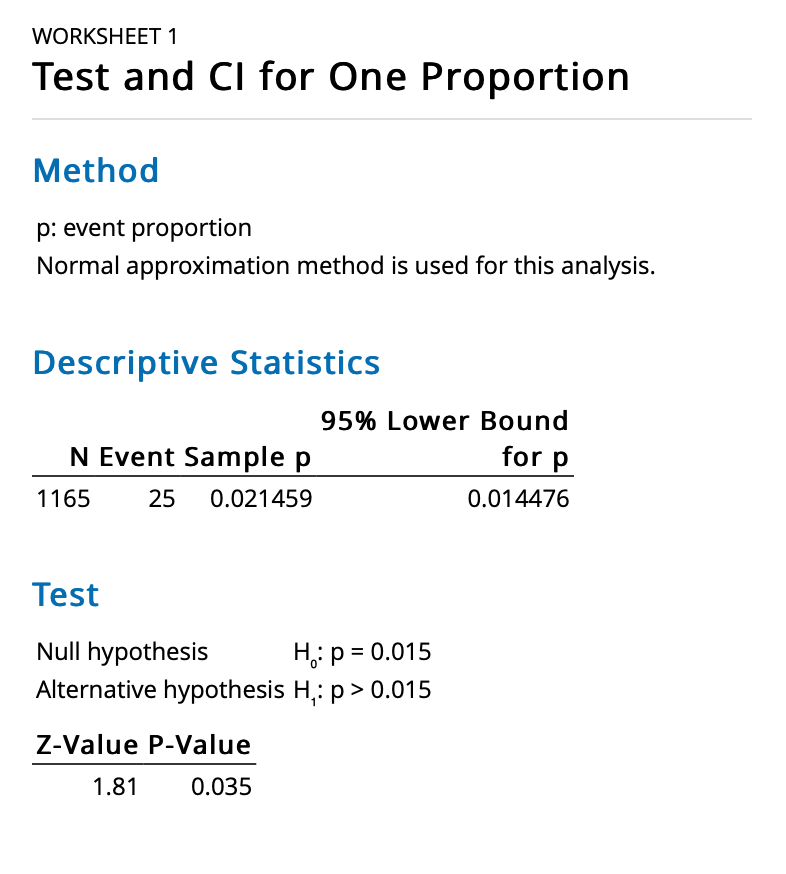 WORKSHEET 1
Test and CI for One Proportion
Method
p: event proportion
Normal approximation method is used for this analysis.
Descriptive Statistics
95% Lower Bound
N Event Sample p for p
1165 25 0.021459 0.014476
Test
Null hypothesis H₀: p = 0.015
Alternative hypothesis H₁: p > 0.015
Z-Value P-Value
1.81 0.035